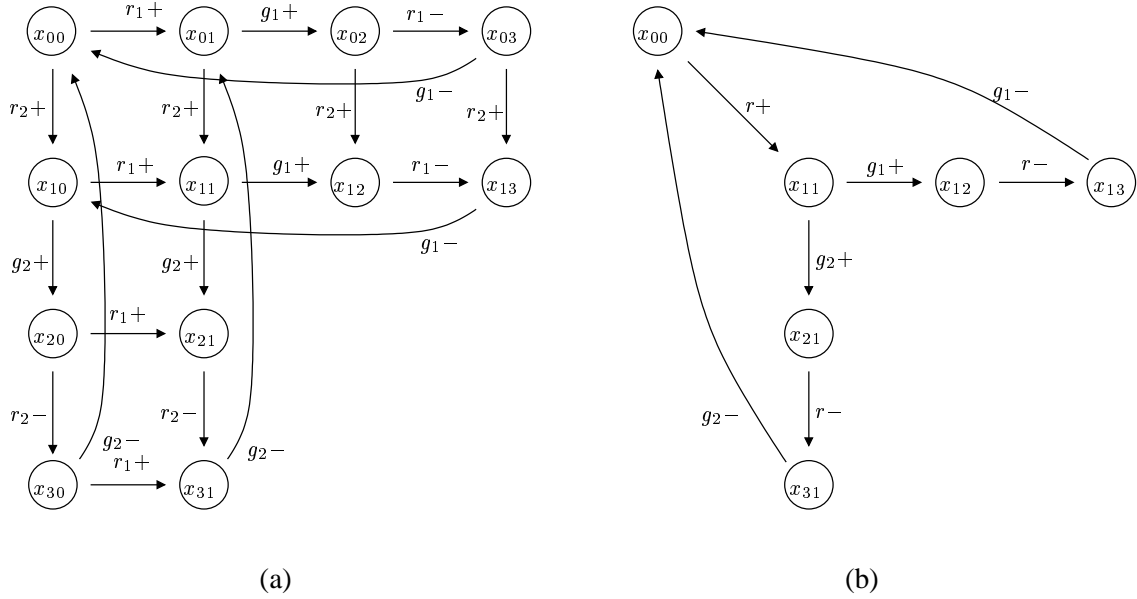 r₁+ g₁+ r₁−
x₀₀ x₀₁ x₀₂ x₀₃ x₀₀
g₁− g₁−
r₂+ r₂+ r₂+ r₂+ r+
r₁+ g₁+ r₁− g₁+ r−
x₁₀ x₁₁ x₁₂ x₁₃ x₁₁ x₁₂ x₁₃
g₁−
g₂+ g₂+ g₂+
r₁+
x₂₀ x₂₁ x₂₁
r₂− r₂− g₂− r−
g₂− g₂−
r₁+
x₃₀ x₃₁ x₃₁
(a) (b)